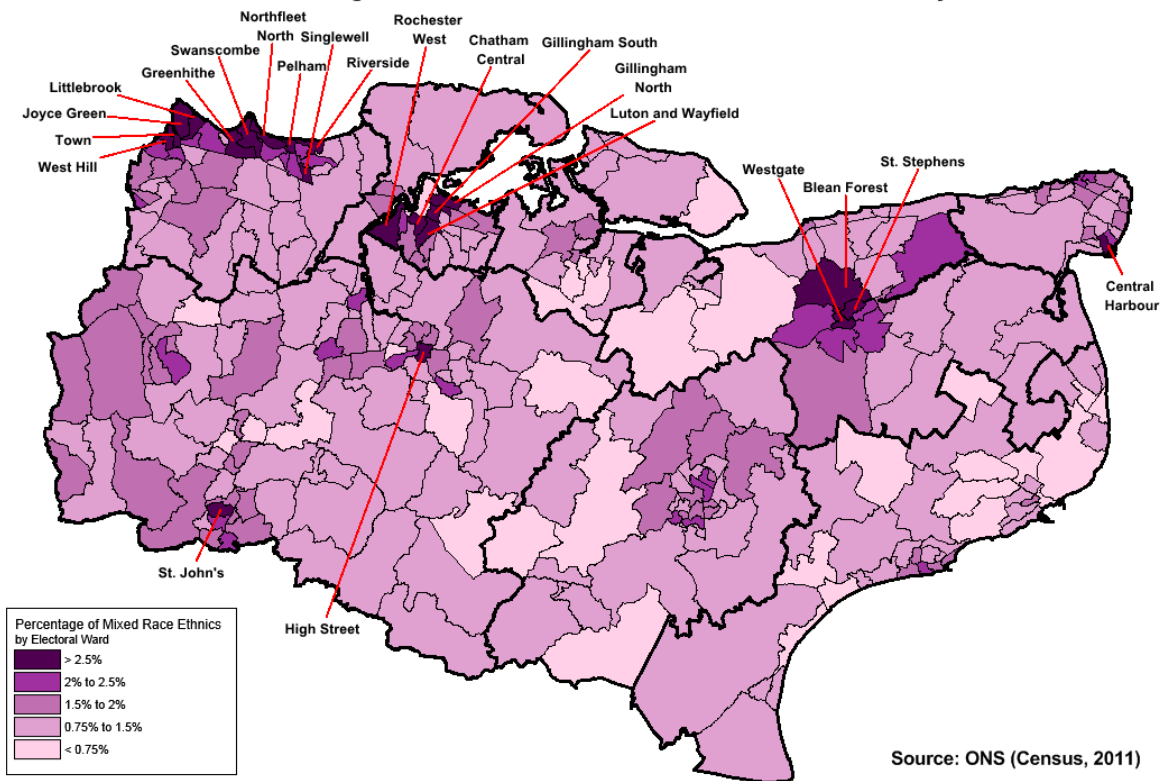 Northfleet
North
Singlewell
Rochester
West
Chatham
Central
Gillingham South
Swanscombe
Gillingham
North
Greenhithe
Pelham
Riverside
Littlebrook
Joyce Green
Luton and Wayfield
Town
West Hill
Westgate
St. Stephens
Blean Forest
Central
Harbour
St. John's
High Street
Percentage of Mixed Race Ethnics
by Electoral Ward
> 2.5%
2% to 2.5%
1.5% to 2%
0.75% to 1.5%
< 0.75%
Source: ONS (Census, 2011)